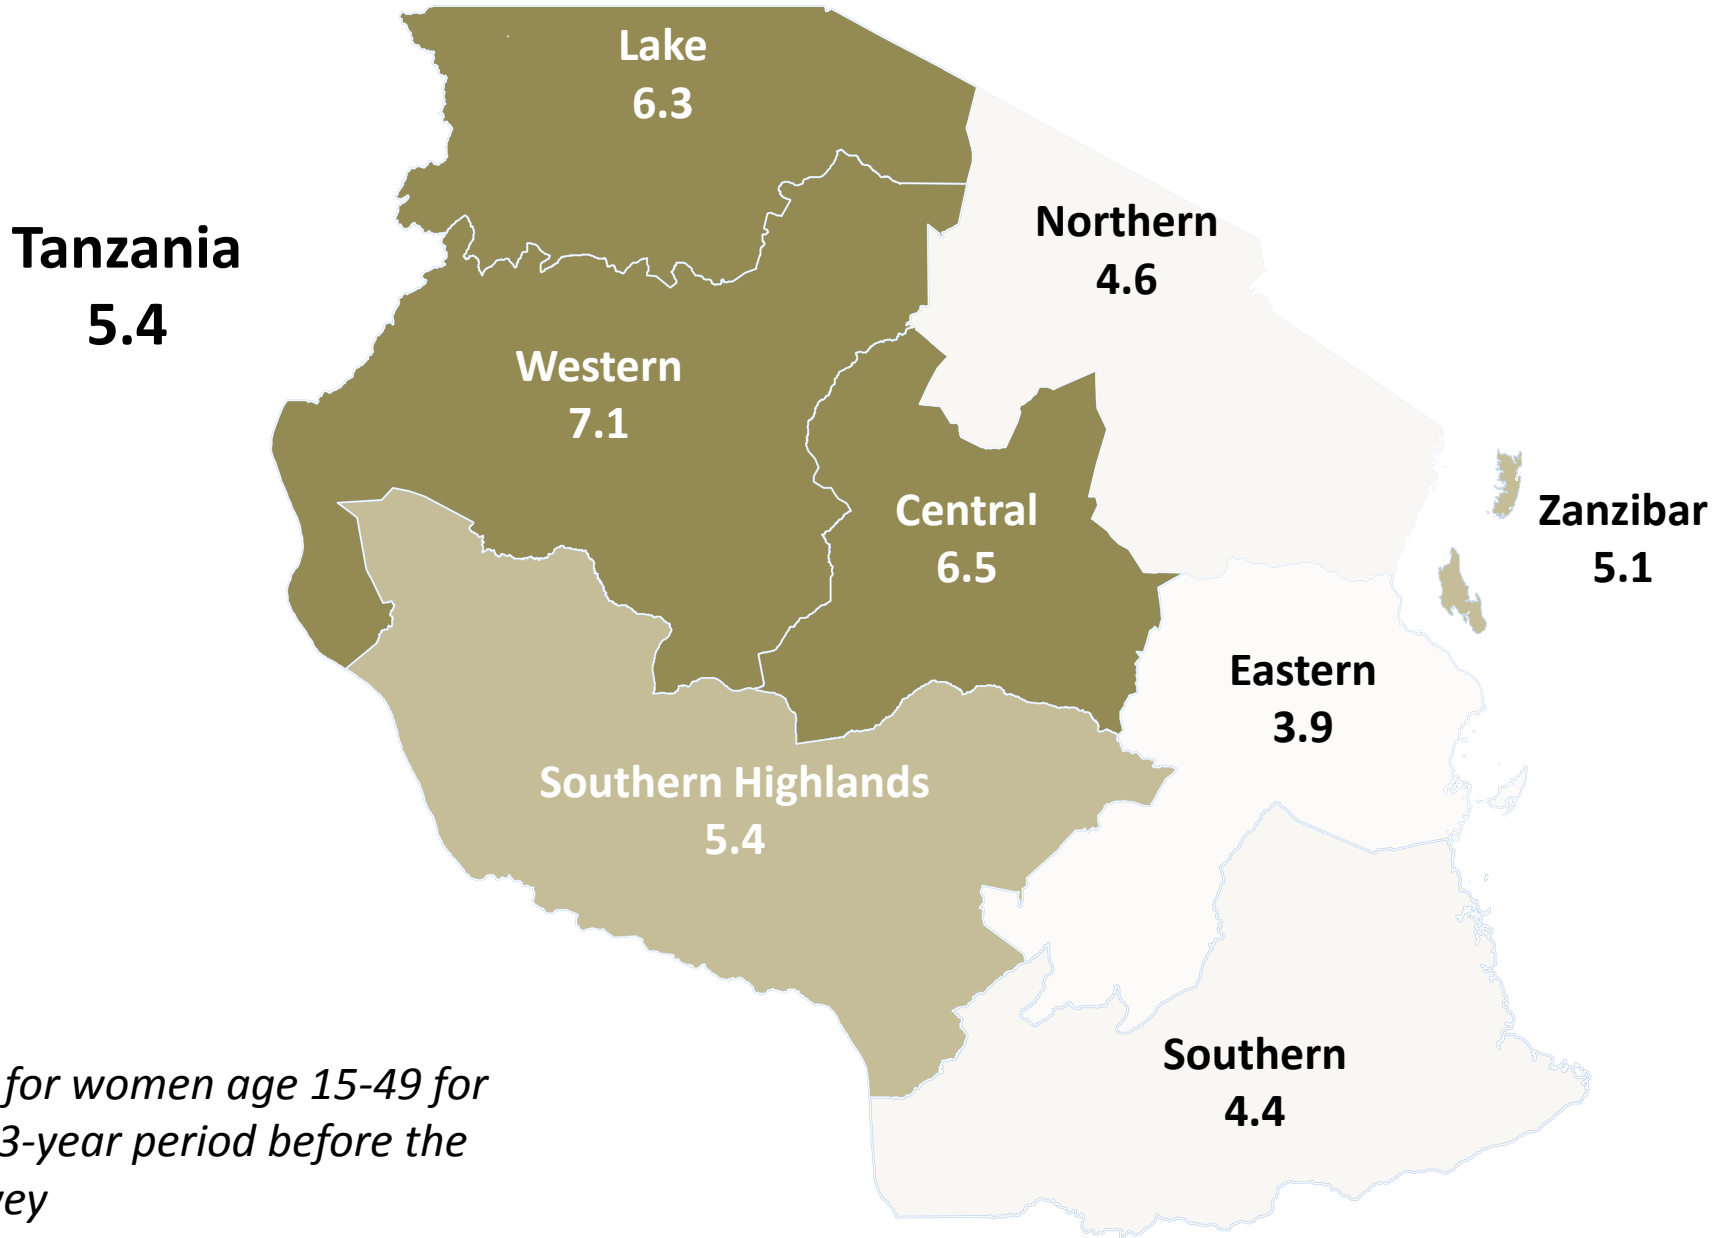 Lake
6.3
Northern
4.6
Tanzania
5.4
Western
7.1
Central
6.5
Zanzibar
5.1
Eastern
3.9
Southern Highlands
5.4
Southern
4.4
for women age 15-49 for
3-year period before the